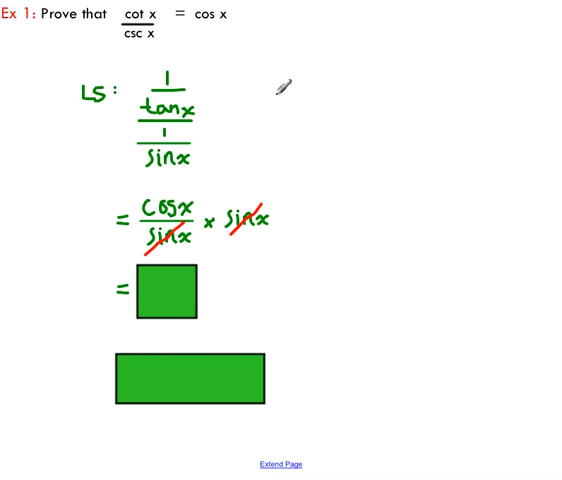 Ex 1: Prove that cot x / csc x = cos x
LS: 1
tanx
1
sinx
= cosx / sinx × sinx
=
Extend Page